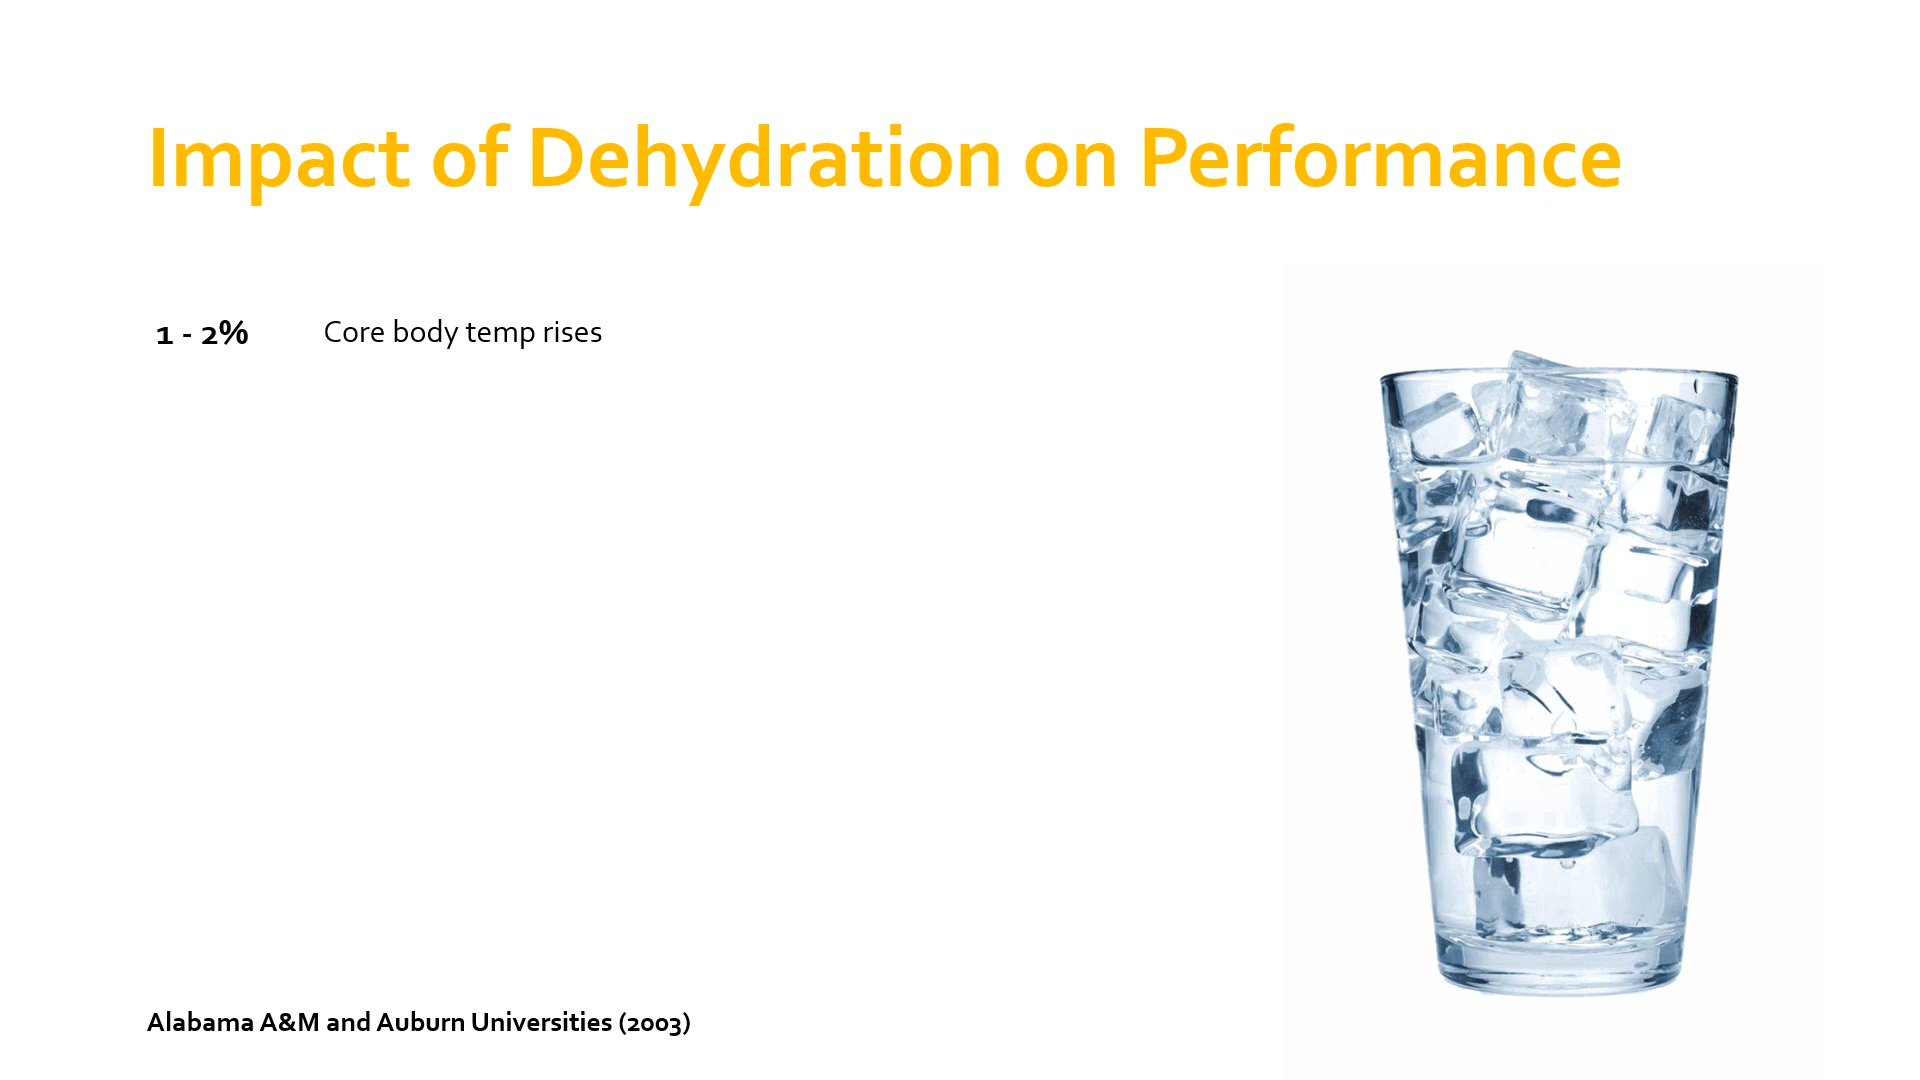 Impact of Dehydration on Performance
1 - 2% Core body temp rises
Alabama A&M and Auburn Universities (2003)